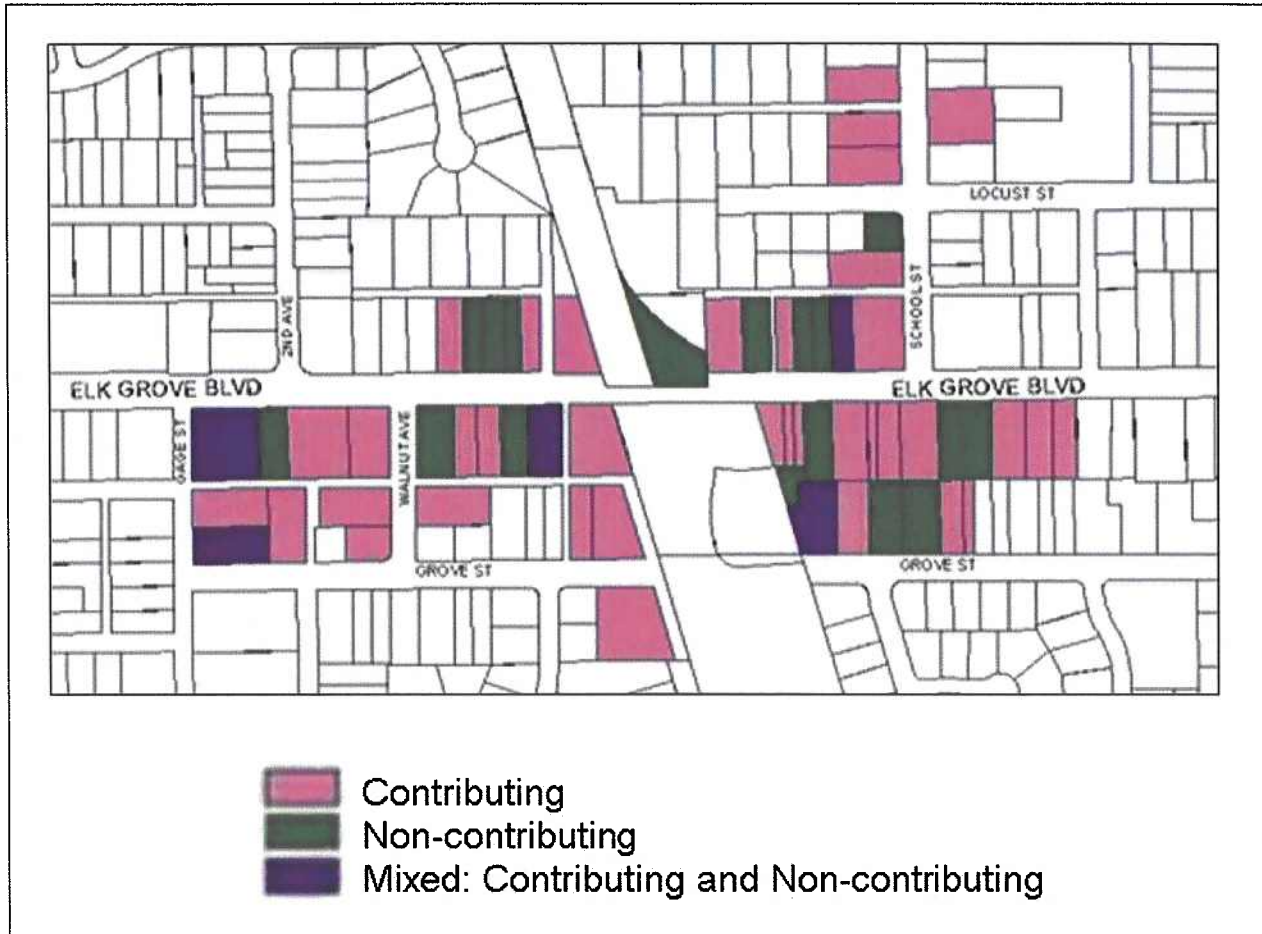 LOCUST ST
SCHOOL ST
2ND AVE
ELK GROVE BLVD
ELK GROVE BLVD
GAGE ST
WALNUT AVE
GROVE ST
GROVE ST
Contributing
Non-contributing
Mixed: Contributing and Non-contributing